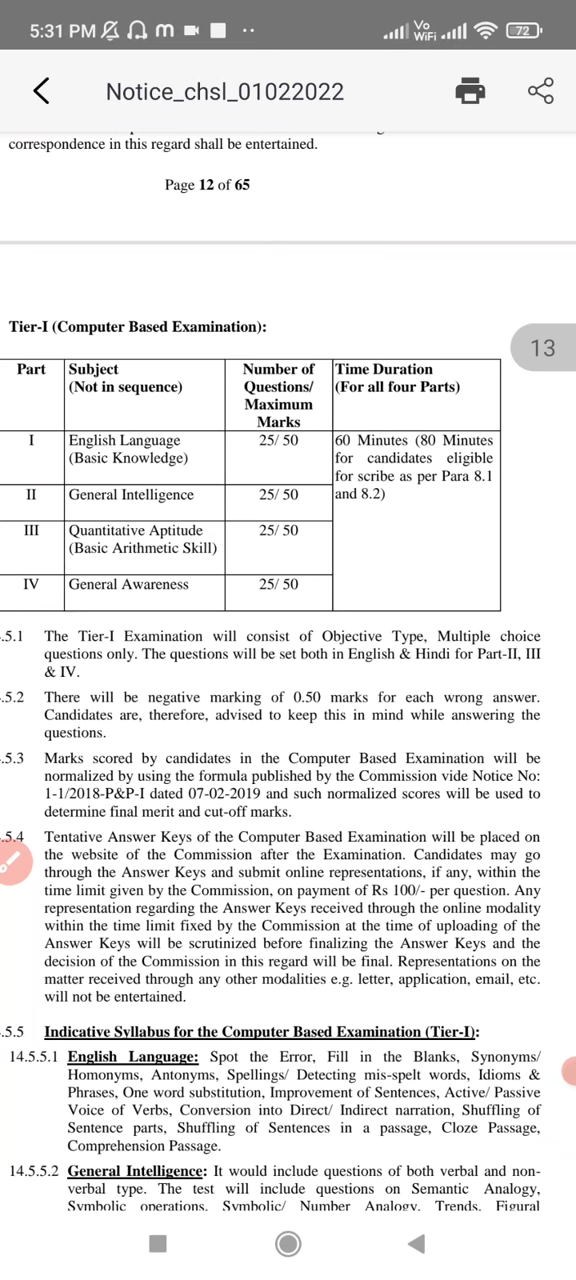 5:31 PM m ..
Vo WiFi 72
Notice_chsl_01022022
correspondence in this regard shall be entertained.
Page 12 of 65
13
Tier-I (Computer Based Examination):
Part Subject (Not in sequence) Number of Questions/ Maximum Marks Time Duration (For all four Parts)
I English Language (Basic Knowledge) 25/ 50 60 Minutes (80 Minutes for candidates eligible for scribe as per Para 8.1 and 8.2)
II General Intelligence 25/ 50
III Quantitative Aptitude (Basic Arithmetic Skill) 25/ 50
IV General Awareness 25/ 50
.5.1 The Tier-I Examination will consist of Objective Type, Multiple choice
questions only. The questions will be set both in English & Hindi for Part-II, III
& IV.
.5.2 There will be negative marking of 0.50 marks for each wrong answer.
Candidates are, therefore, advised to keep this in mind while answering the
questions.
.5.3 Marks scored by candidates in the Computer Based Examination will be
normalized by using the formula published by the Commission vide Notice No:
1-1/2018-P&P-I dated 07-02-2019 and such normalized scores will be used to
determine final merit and cut-off marks.
.5.4 Tentative Answer Keys of the Computer Based Examination will be placed on
the website of the Commission after the Examination. Candidates may go
through the Answer Keys and submit online representations, if any, within the
time limit given by the Commission, on payment of Rs 100/- per question. Any
representation regarding the Answer Keys received through the online modality
within the time limit fixed by the Commission at the time of uploading of the
Answer Keys will be scrutinized before finalizing the Answer Keys and the
decision of the Commission in this regard will be final. Representations on the
matter received through any other modalities e.g. letter, application, email, etc.
will not be entertained.
.5.5 Indicative Syllabus for the Computer Based Examination (Tier-I):
14.5.5.1 English Language: Spot the Error, Fill in the Blanks, Synonyms/
Homonyms, Antonyms, Spellings/ Detecting mis-spelt words, Idioms &
Phrases, One word substitution, Improvement of Sentences, Active/ Passive
Voice of Verbs, Conversion into Direct/ Indirect narration, Shuffling of
Sentence parts, Shuffling of Sentences in a passage, Cloze Passage,
Comprehension Passage.
14.5.5.2 General Intelligence: It would include questions of both verbal and non-
verbal type. The test will include questions on Semantic Analogy,
Symbolic operations, Symbolic/ Number Analogy, Trends, Figural